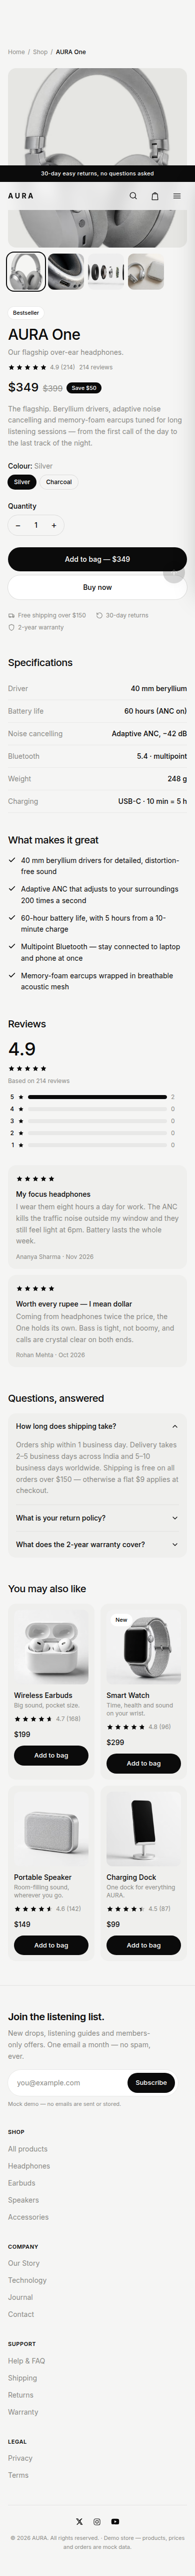 Home / Shop / AURA One
30-day easy returns, no questions asked
AURA
Bestseller
AURA One
Our flagship over-ear headphones.
★★★★★ 4.9 (214) 214 reviews
$349 $399 Save $50
The flagship. Beryllium drivers, adaptive noise
cancelling and memory-foam earcups tuned for long
listening sessions — from the first call of the day to
the last track of the night.
Colour: Silver
Silver Charcoal
Quantity
− 1 +
Add to bag — $349
Buy now
Free shipping over $150 30-day returns
2-year warranty
Specifications
Driver 40 mm beryllium
Battery life 60 hours (ANC on)
Noise cancelling Adaptive ANC, −42 dB
Bluetooth 5.4 · multipoint
Weight 248 g
Charging USB-C · 10 min = 5 h
What makes it great
40 mm beryllium drivers for detailed, distortion-
free sound
Adaptive ANC that adjusts to your surroundings
200 times a second
60-hour battery life, with 5 hours from a 10-
minute charge
Multipoint Bluetooth — stay connected to laptop
and phone at once
Memory-foam earcups wrapped in breathable
acoustic mesh
Reviews
4.9
★★★★★
Based on 214 reviews
5 ★ 2
4 ★ 0
3 ★ 0
2 ★ 0
1 ★ 0
★★★★★
My focus headphones
I wear them eight hours a day for work. The ANC
kills the traffic noise outside my window and they
still feel light at 6pm. Battery lasts the whole
week.
Ananya Sharma · Nov 2026
★★★★★
Worth every rupee — I mean dollar
Coming from headphones twice the price, the
One holds its own. Bass is tight, not boomy, and
calls are crystal clear on both ends.
Rohan Mehta · Oct 2026
Questions, answered
How long does shipping take?
Orders ship within 1 business day. Delivery takes
2–5 business days across India and 5–10
business days worldwide. Shipping is free on all
orders over $150 — otherwise a flat $9 applies at
checkout.
What is your return policy?
What does the 2-year warranty cover?
You may also like
Wireless Earbuds
Big sound, pocket size.
★★★★★ 4.7 (168)
$199
Add to bag
New
Smart Watch
Time, health and sound
on your wrist.
★★★★★ 4.8 (96)
$299
Add to bag
Portable Speaker
Room-filling sound,
wherever you go.
★★★★★ 4.6 (142)
$149
Add to bag
Charging Dock
One dock for everything
AURA.
★★★★★ 4.5 (87)
$99
Add to bag
Join the listening list.
New drops, listening guides and members-
only offers. One email a month — no spam,
ever.
you@example.com Subscribe
Mock demo — no emails are sent or stored.
SHOP
All products
Headphones
Earbuds
Speakers
Accessories
COMPANY
Our Story
Technology
Journal
Contact
SUPPORT
Help & FAQ
Shipping
Returns
Warranty
LEGAL
Privacy
Terms
© 2026 AURA. All rights reserved. · Demo store — products, prices
and orders are mock data.